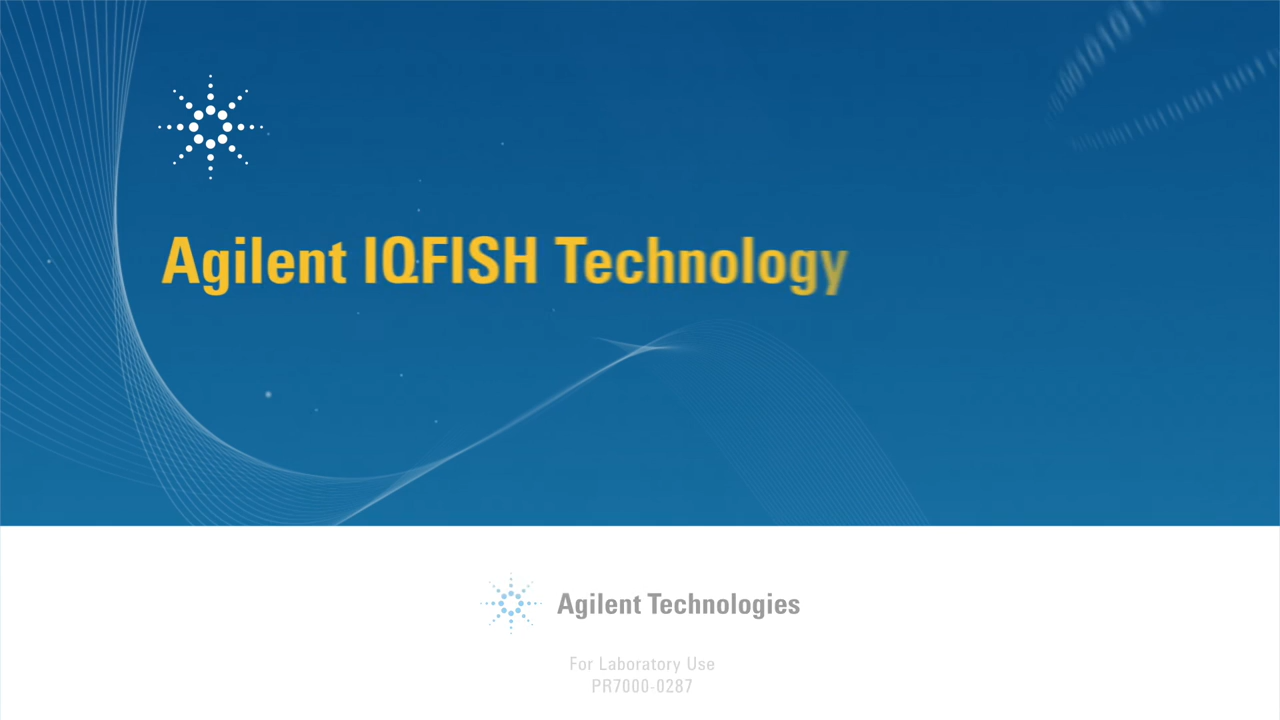 Agilent IQFISH Technology
Agilent Technologies
For Laboratory Use
PR7000-0287